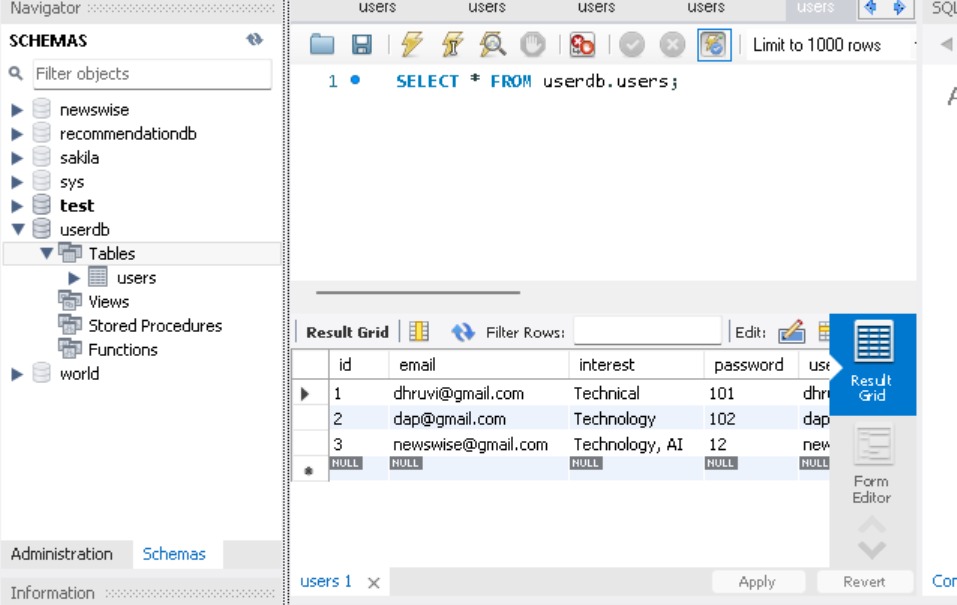 Navigator
users users users users users
SQL
SCHEMAS
Limit to 1000 rows
Filter objects
1 SELECT * FROM userdb.users;
newswise
recommendationdb
sakila
sys
test
userdb
Tables
users
Views
Stored Procedures
Functions
world
Result Grid Filter Rows: Edit:
id email interest password use
1 dhruvi@gmail.com Technical 101 dhru
2 dap@gmail.com Technology 102 dap
3 newswise@gmail.com Technology, AI 12 new
NULL NULL NULL NULL NULL
Result
Grid
Form
Editor
Administration Schemas
users 1 Apply Revert
Information